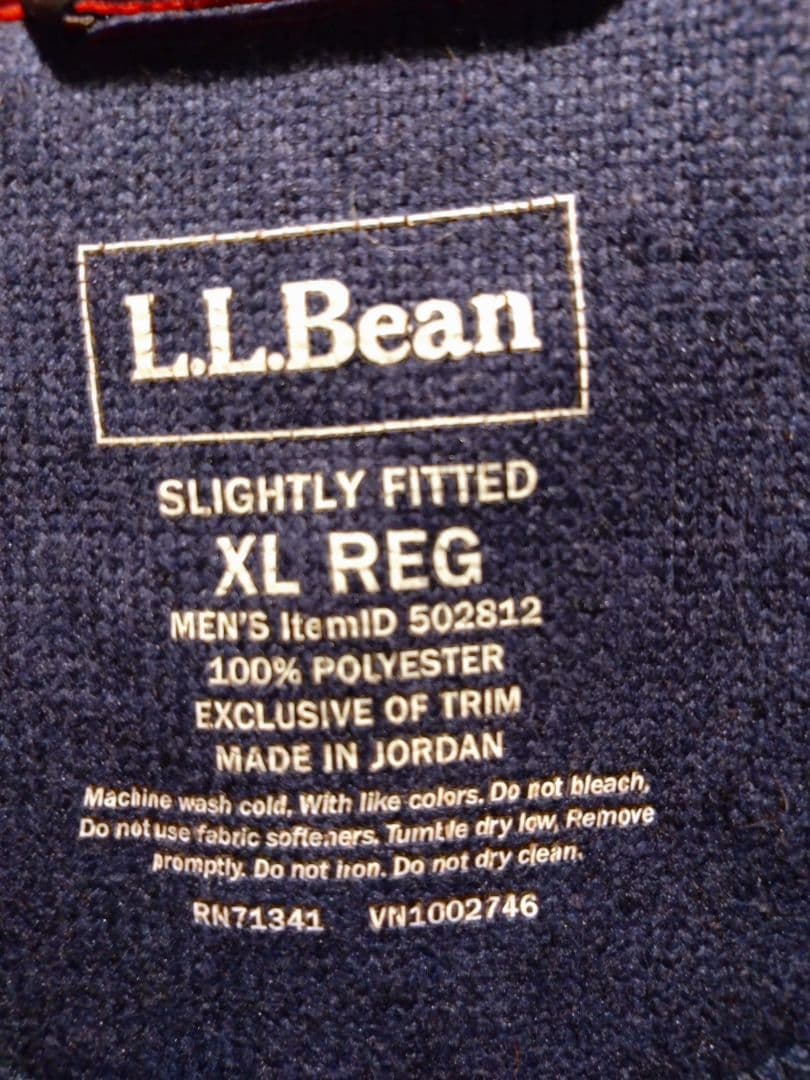 L.L.Bean
SLIGHTLY FITTED
XL REG
MEN'S ItemID 502812
100% POLYESTER
EXCLUSIVE OF TRIM
MADE IN JORDAN
Machine wash cold, With like colors. Do not bleach,
Do not use fabric softeners. Tumble dry low, Remove
promptly. Do not iron. Do not dry clean.
RN71341 VN1002746